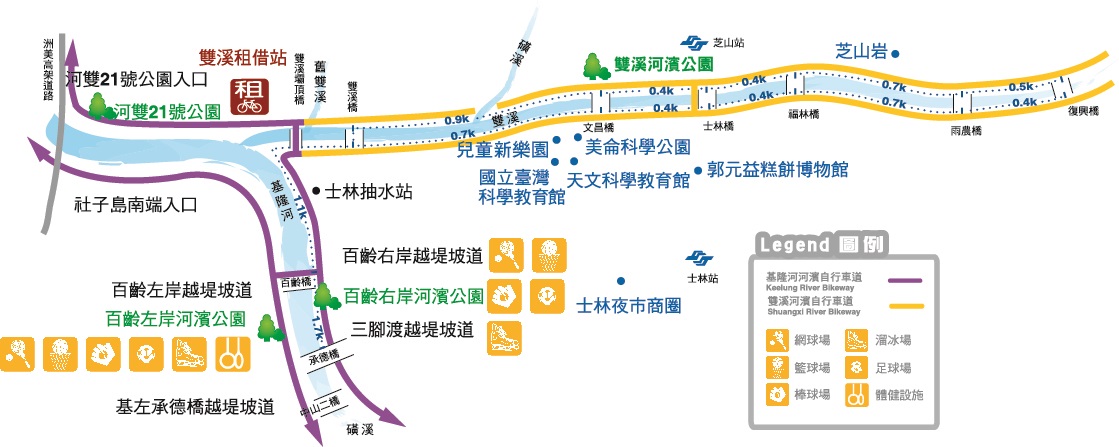 洲美高架道路
河雙21號公園入口
河雙21號公園
雙溪租借站
租
雙溪壩頂橋
舊雙溪
雙溪橋
磺溪
0.9k
0.7k
雙溪
雙溪河濱公園
芝山站
芝山岩
0.4k
0.4k
文昌橋
0.4k
0.4k
士林橋
福林橋
0.7k
0.7k
雨農橋
0.5k
0.4k
復興橋
兒童新樂園
美侖科學公園
國立臺灣
科學教育館
天文科學教育館
郭元益糕餅博物館
社子島南端入口
基隆河
1.1k
士林抽水站
百齡右岸越堤坡道
百齡橋
百齡左岸越堤坡道
百齡右岸河濱公園
百齡左岸河濱公園
1.7k
三腳渡越堤坡道
承德橋
基左承德橋越堤坡道
中山二橋
磺溪
士林站
士林夜市商圈
Legend 圖例
基隆河河濱自行車道
Keelung River Bikeway
雙溪河濱自行車道
Shuangxi River Bikeway
網球場
溜冰場
籃球場
足球場
棒球場
體健設施